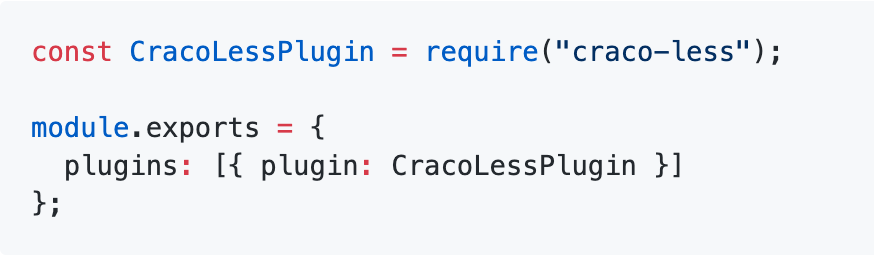 const CracoLessPlugin = require("craco-less");

module.exports = {
  plugins: [{ plugin: CracoLessPlugin }]
};